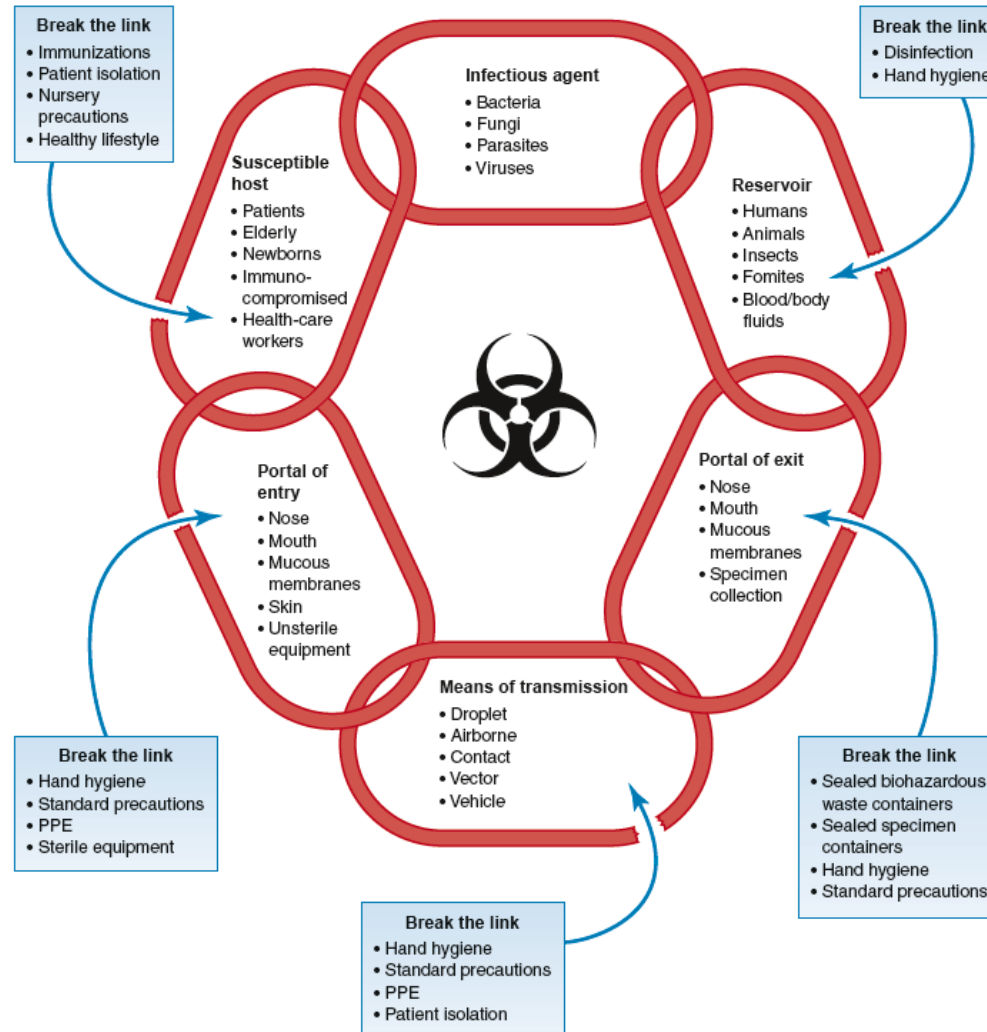 Break the link
• Immunizations
• Patient isolation
• Nursery
precautions
• Healthy lifestyle
Infectious agent
• Bacteria
• Fungi
• Parasites
• Viruses
Break the link
• Disinfection
• Hand hygiene
Susceptible
host
• Patients
• Elderly
• Newborns
• Immuno-
compromised
• Health-care
workers
Reservoir
• Humans
• Animals
• Insects
• Fomites
• Blood/body
fluids
Portal of
entry
• Nose
• Mouth
• Mucous
membranes
• Skin
• Unsterile
equipment
Portal of exit
• Nose
• Mouth
• Mucous
membranes
• Specimen
collection
Means of transmission
• Droplet
• Airborne
• Contact
• Vector
• Vehicle
Break the link
• Hand hygiene
• Standard precautions
• PPE
• Sterile equipment
Break the link
• Sealed biohazardous
waste containers
• Sealed specimen
containers
• Hand hygiene
• Standard precautions
Break the link
• Hand hygiene
• Standard precautions
• PPE
• Patient isolation